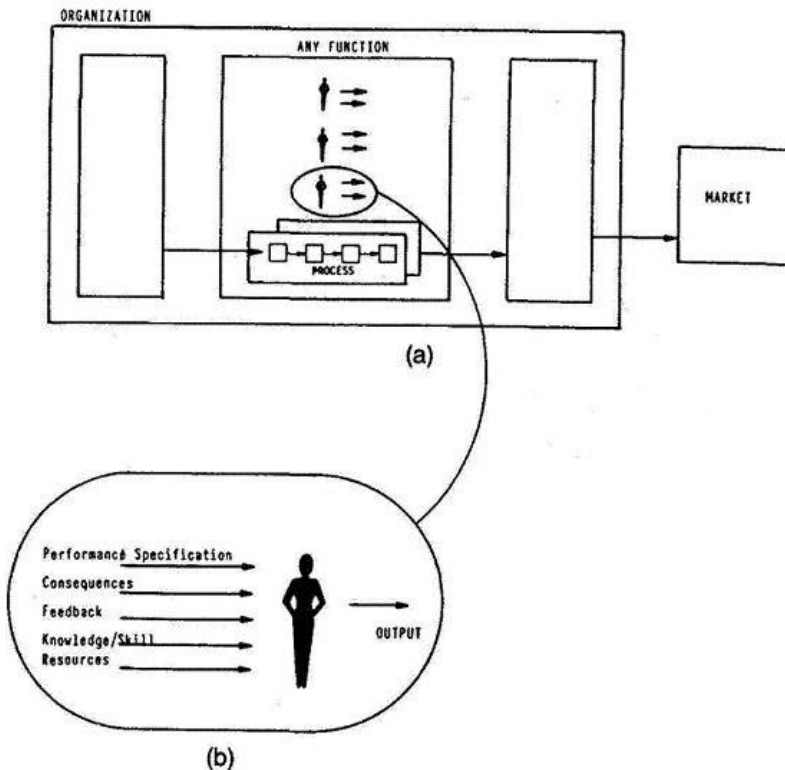 ORGANIZATION
ANY FUNCTION
PROCESS
MARKET
(a)
Performance Specification
Consequences
Feedback
Knowledge/Skill
Resources
OUTPUT
(b)